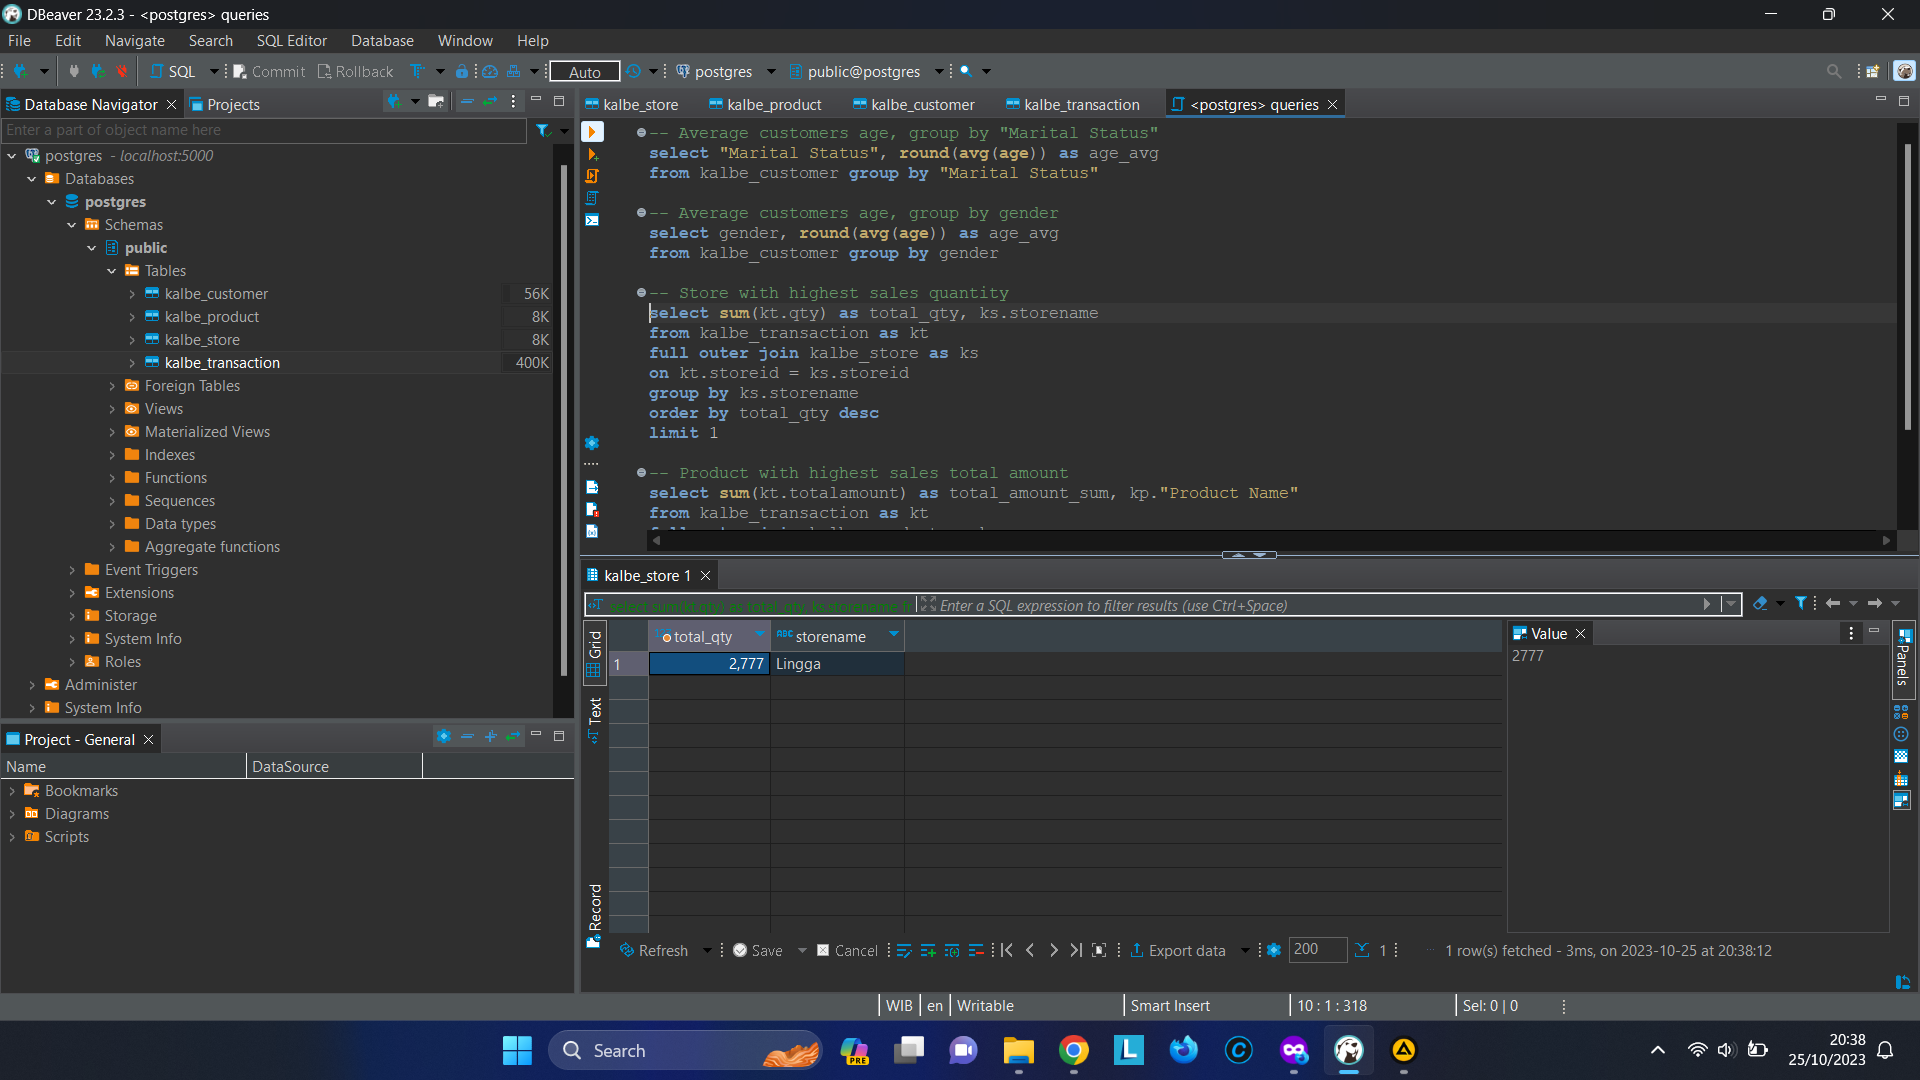 DBeaver 23.2.3 - <postgres> queries
File Edit Navigate Search SQL Editor Database Window Help
SQL Commit Rollback Auto postgres public@postgres
Database Navigator Projects
Enter a part of object name here
postgres - localhost:5000
Databases
postgres
Schemas
public
Tables
kalbe_customer 56K
kalbe_product 8K
kalbe_store 8K
kalbe_transaction 400K
Foreign Tables
Views
Materialized Views
Indexes
Functions
Sequences
Data types
Aggregate functions
Event Triggers
Extensions
Storage
System Info
Roles
Administer
System Info
Project - General
Name DataSource
Bookmarks
Diagrams
Scripts
kalbe_store kalbe_product kalbe_customer kalbe_transaction <postgres> queries
-- Average customers age, group by "Marital Status"
select "Marital Status", round(avg(age)) as age_avg
from kalbe_customer group by "Marital Status"
-- Average customers age, group by gender
select gender, round(avg(age)) as age_avg
from kalbe_customer group by gender
-- Store with highest sales quantity
select sum(kt.qty) as total_qty, ks.storename
from kalbe_transaction as kt
full outer join kalbe_store as ks
on kt.storeid = ks.storeid
group by ks.storename
order by total_qty desc
limit 1
-- Product with highest sales total amount
select sum(kt.totalamount) as total_amount_sum, kp."Product Name"
from kalbe_transaction as kt
kalbe_store 1
select sum(kt.qty) as total_qty, ks.storename fr Enter a SQL expression to filter results (use Ctrl+Space)
Grid
Text
Record
total_qty ABC storename
1 2,777 Lingga
Value
2777
Panels
Refresh Save Cancel Export data 200 1 1 row(s) fetched - 3ms, on 2023-10-25 at 20:38:12
WIB en Writable Smart Insert 10 : 1 : 318 Sel: 0 | 0
Search PRE L C
20:38
25/10/2023